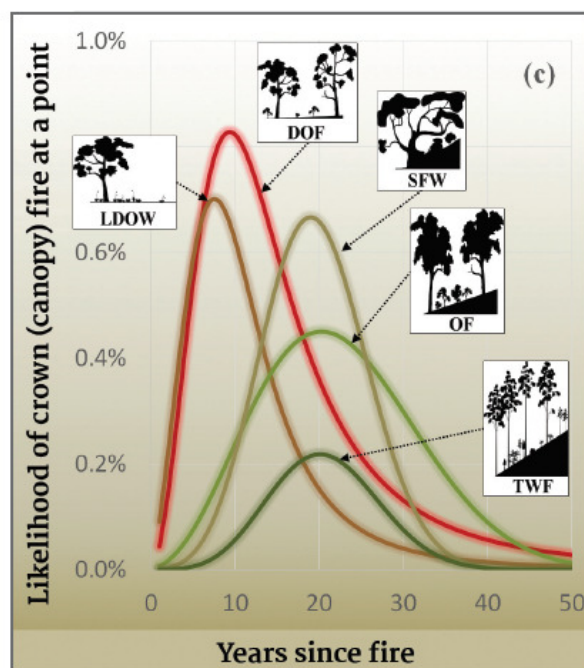 1.0%
(c)
DOF
SFW
LDOW
OF
TWF
0.6%
0.4%
0.2%
0.0%
0
10
20
30
40
50
Likelihood of crown (canopy) fire at a point
Years since fire